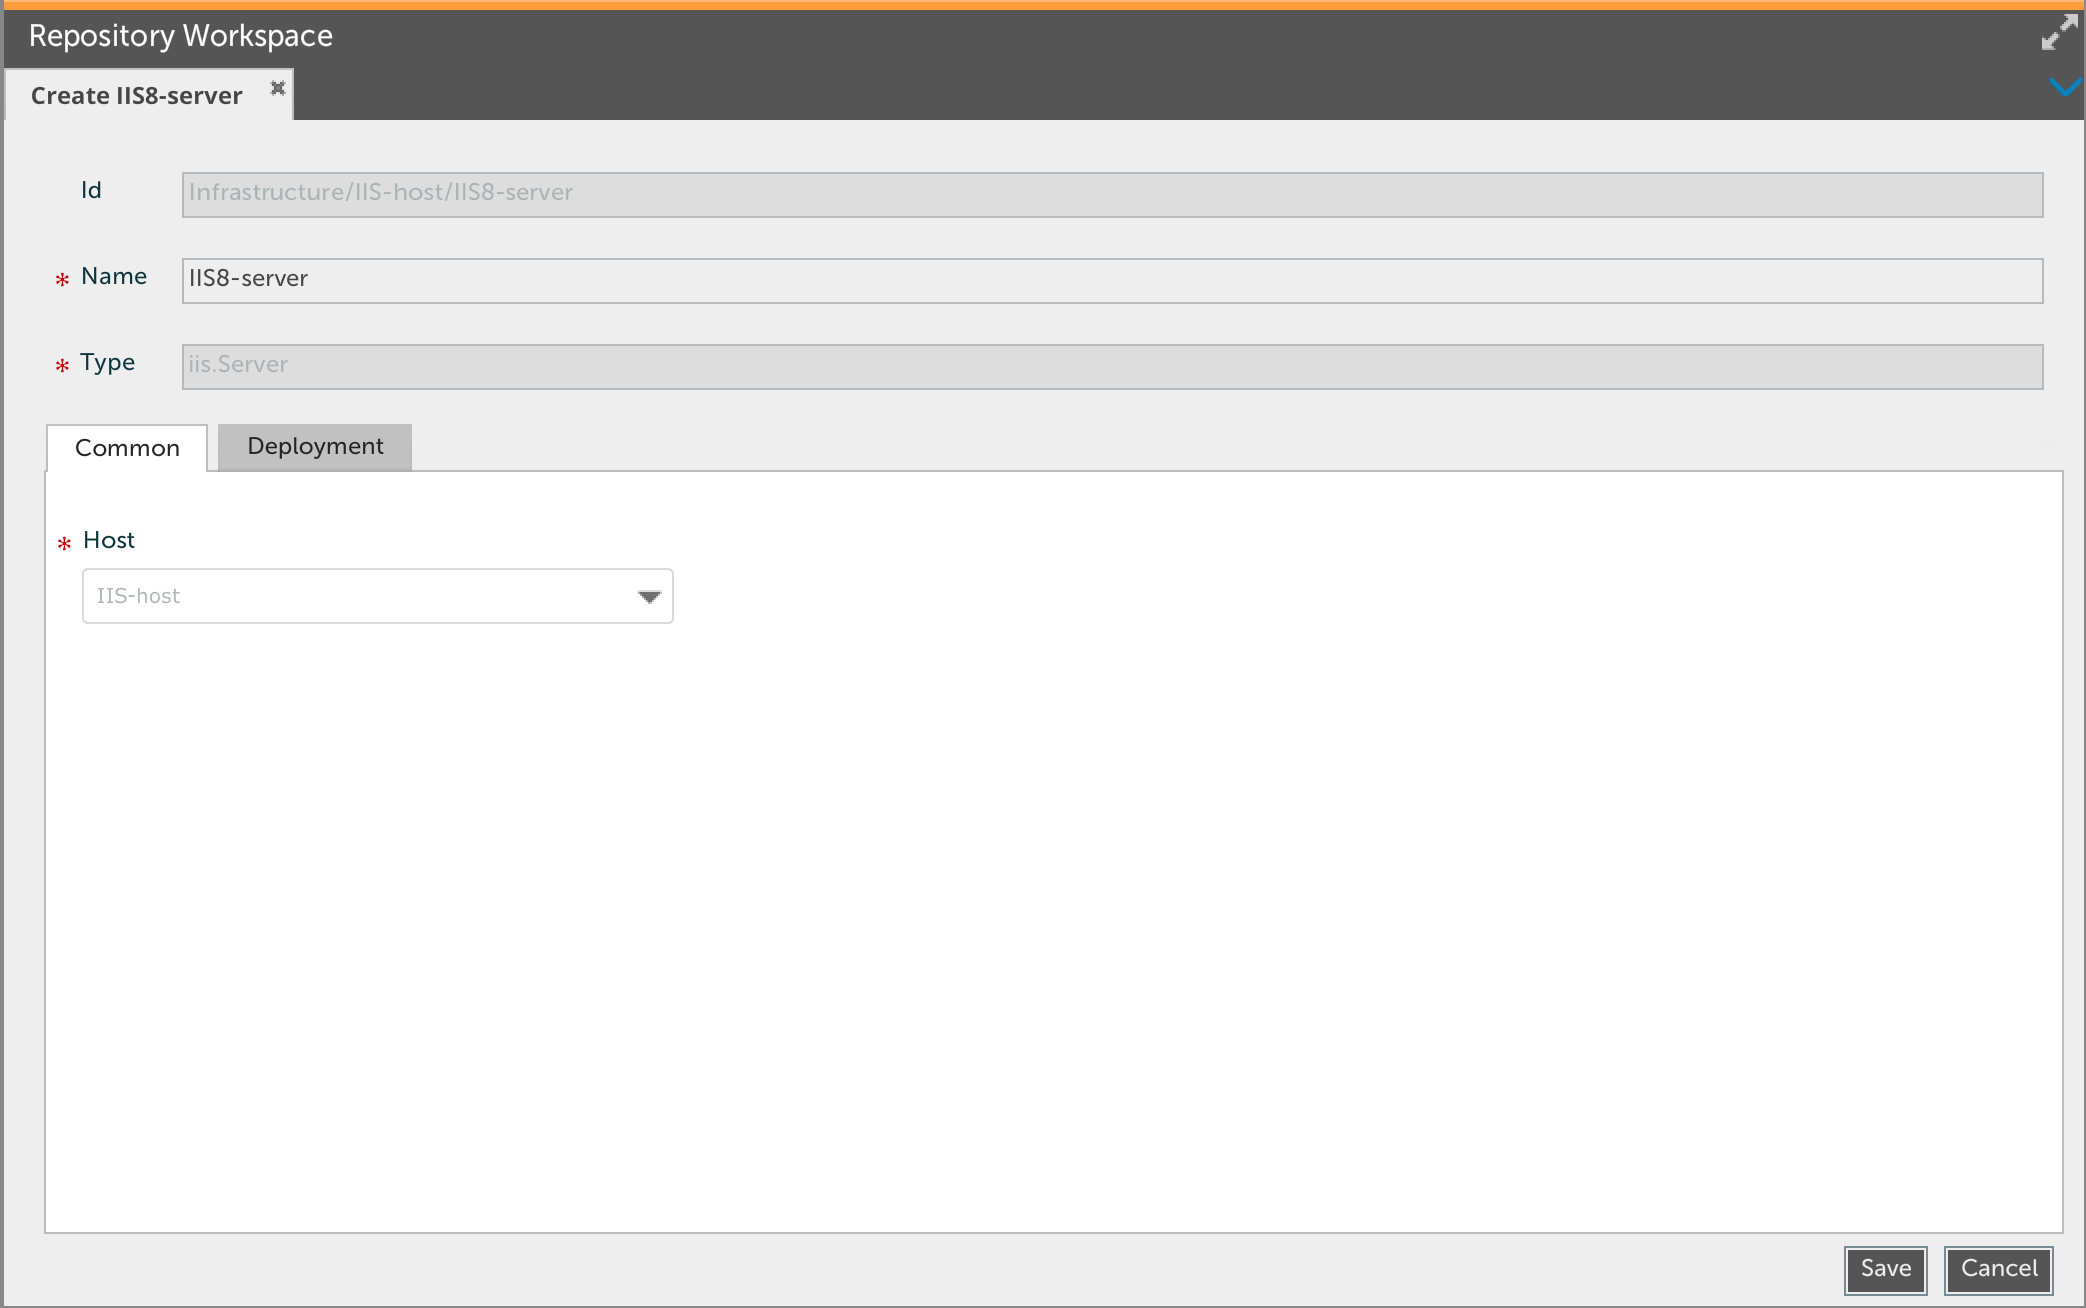 Repository Workspace
Create IIS8-server
Id
Infrastructure/IIS-host/IIS8-server
* Name
IIS8-server
* Type
iis.Server
Common
Deployment
* Host
IIS-host
Save
Cancel